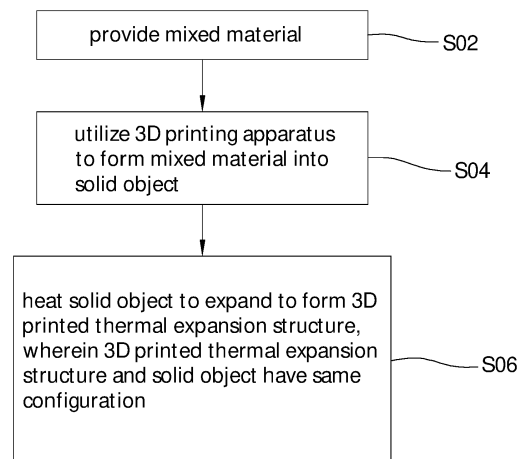 provide mixed material
S02
utilize 3D printing apparatus
to form mixed material into
solid object
S04
heat solid object to expand to form 3D
printed thermal expansion structure,
wherein 3D printed thermal expansion
structure and solid object have same
configuration
S06